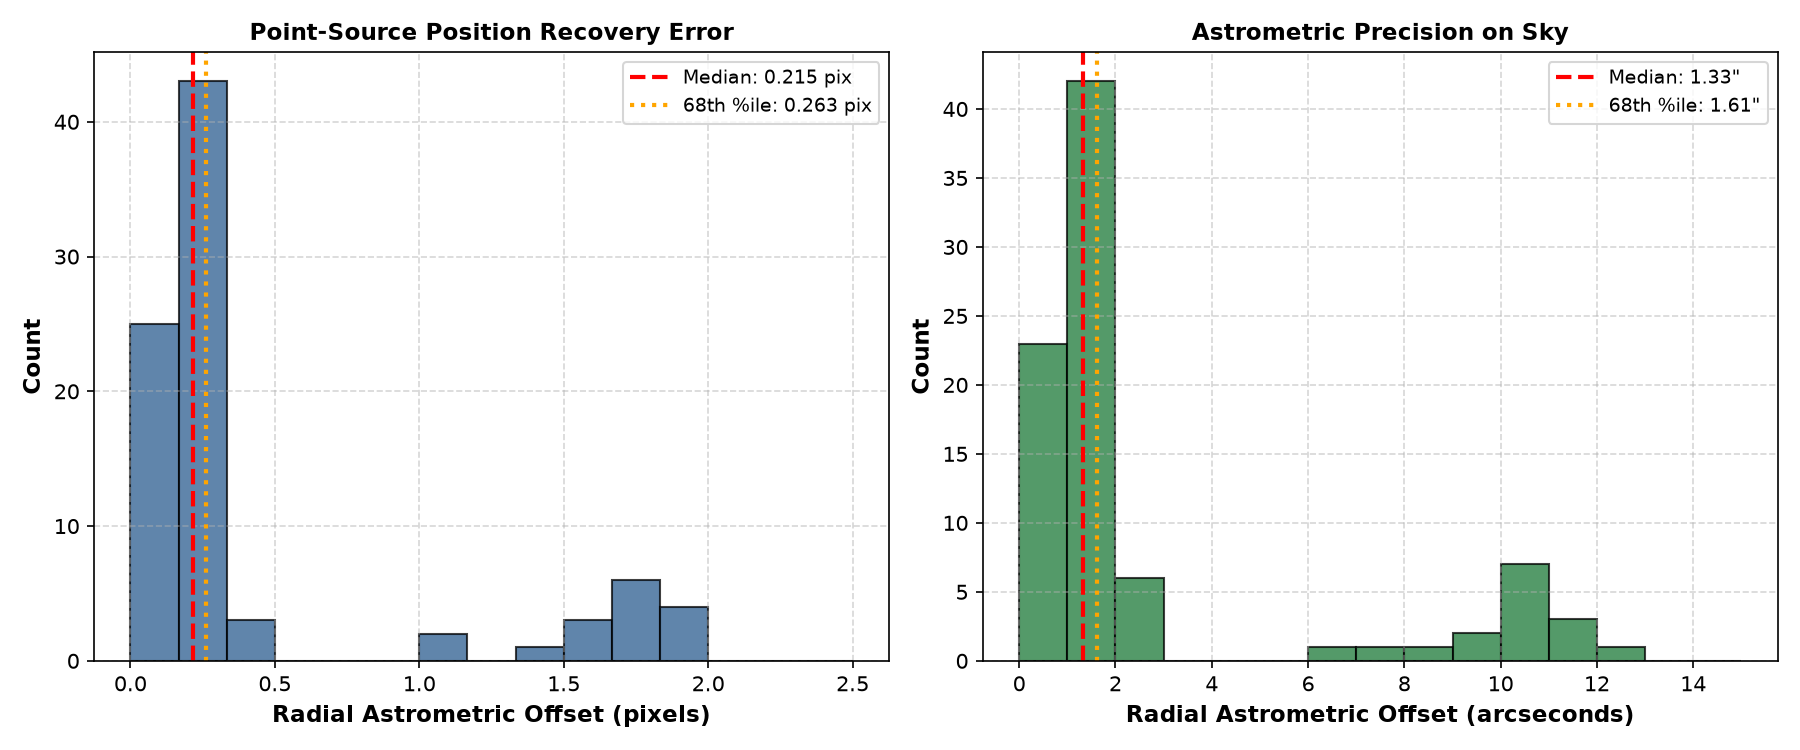 Point-Source Position Recovery Error
Median: 0.215 pix
68th %ile: 0.263 pix
Count
40
30
20
10
0
0.0 0.5 1.0 1.5 2.0 2.5
Radial Astrometric Offset (pixels)
Astrometric Precision on Sky
Median: 1.33"
68th %ile: 1.61"
Count
40
35
30
25
20
15
10
5
0
0 2 4 6 8 10 12 14
Radial Astrometric Offset (arcseconds)